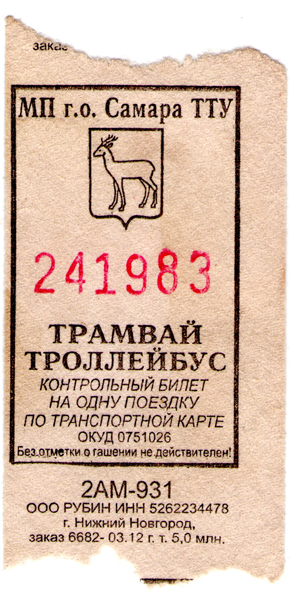 заказ
МП г.о. Самара ТТУ
241983
ТРАМВАЙ
ТРОЛЛЕЙБУС
КОНТРОЛЬНЫЙ БИЛЕТ
НА ОДНУ ПОЕЗДКУ
ПО ТРАНСПОРТНОЙ КАРТЕ
ОКУД 0751026
Без отметки о гашении не действителен!
2АМ-931
ООО РУБИН ИНН 5262234478
г. Нижний Новгород,
заказ 6682- 03.12 г. т. 5,0 млн.